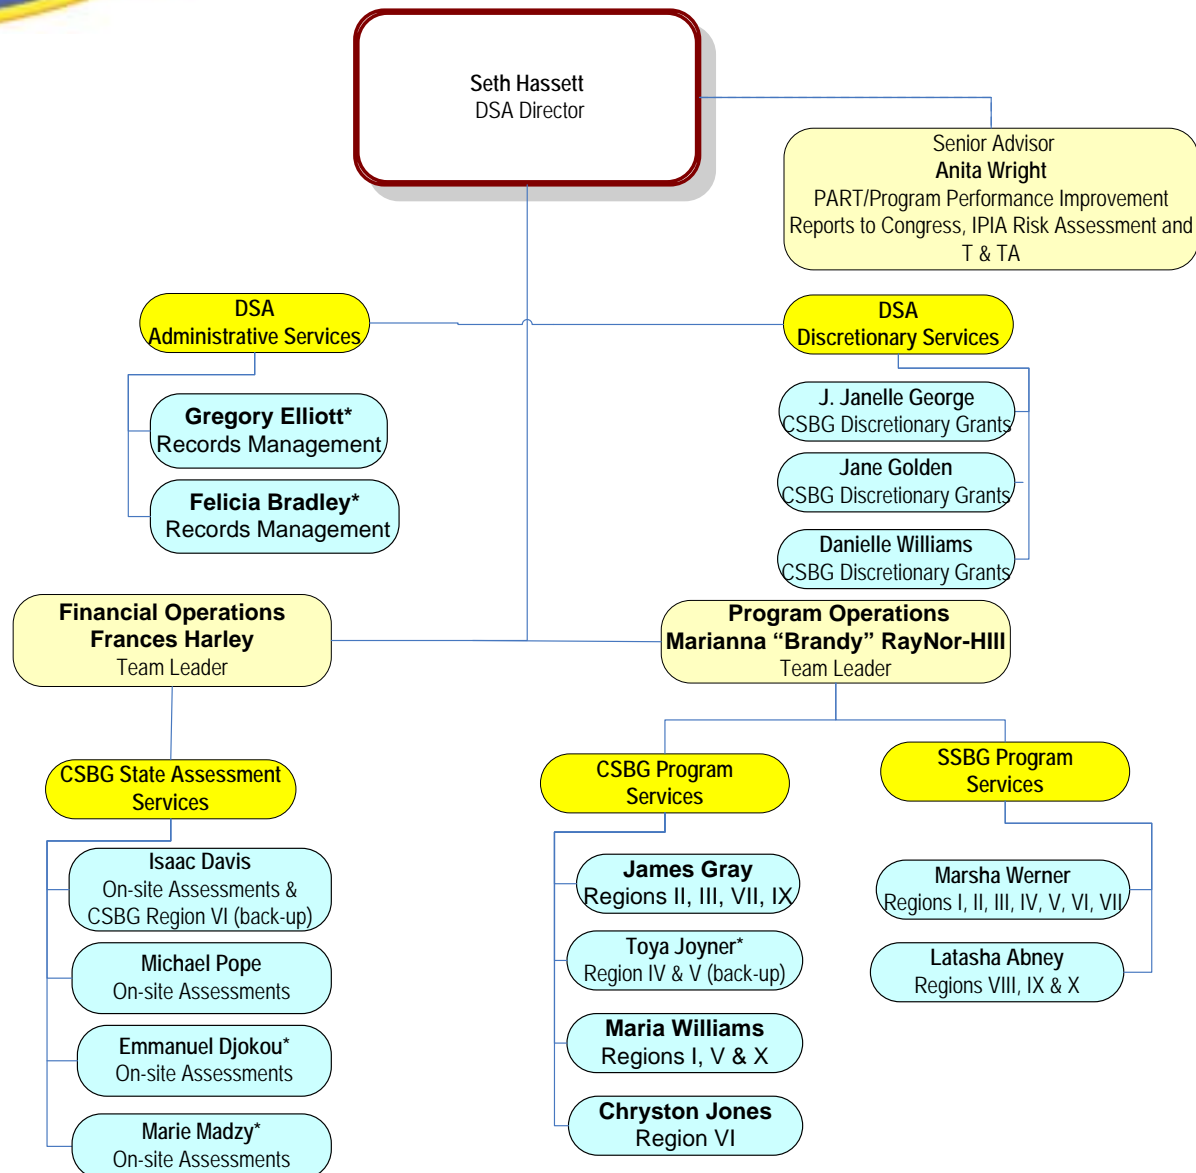 Seth Hassett
DSA Director
Senior Advisor
Anita Wright
PART/Program Performance Improvement
Reports to Congress, IPIA Risk Assessment and
T & TA
DSA
Administrative Services
DSA
Discretionary Services
Gregory Elliott*
Records Management
Felicia Bradley*
Records Management
J. Janelle George
CSBG Discretionary Grants
Jane Golden
CSBG Discretionary Grants
Danielle Williams
CSBG Discretionary Grants
Financial Operations
Frances Harley
Team Leader
Program Operations
Marianna “Brandy” RayNor-HIll
Team Leader
CSBG State Assessment
Services
Isaac Davis
On-site Assessments &
CSBG Region VI (back-up)
Michael Pope
On-site Assessments
Emmanuel Djokou*
On-site Assessments
Marie Madzy*
On-site Assessments
CSBG Program
Services
James Gray
Regions II, III, VII, IX
Toya Joyner*
Region IV & V (back-up)
Maria Williams
Regions I, V & X
Chryston Jones
Region VI
SSBG Program
Services
Marsha Werner
Regions I, II, III, IV, V, VI, VII
Latasha Abney
Regions VIII, IX & X